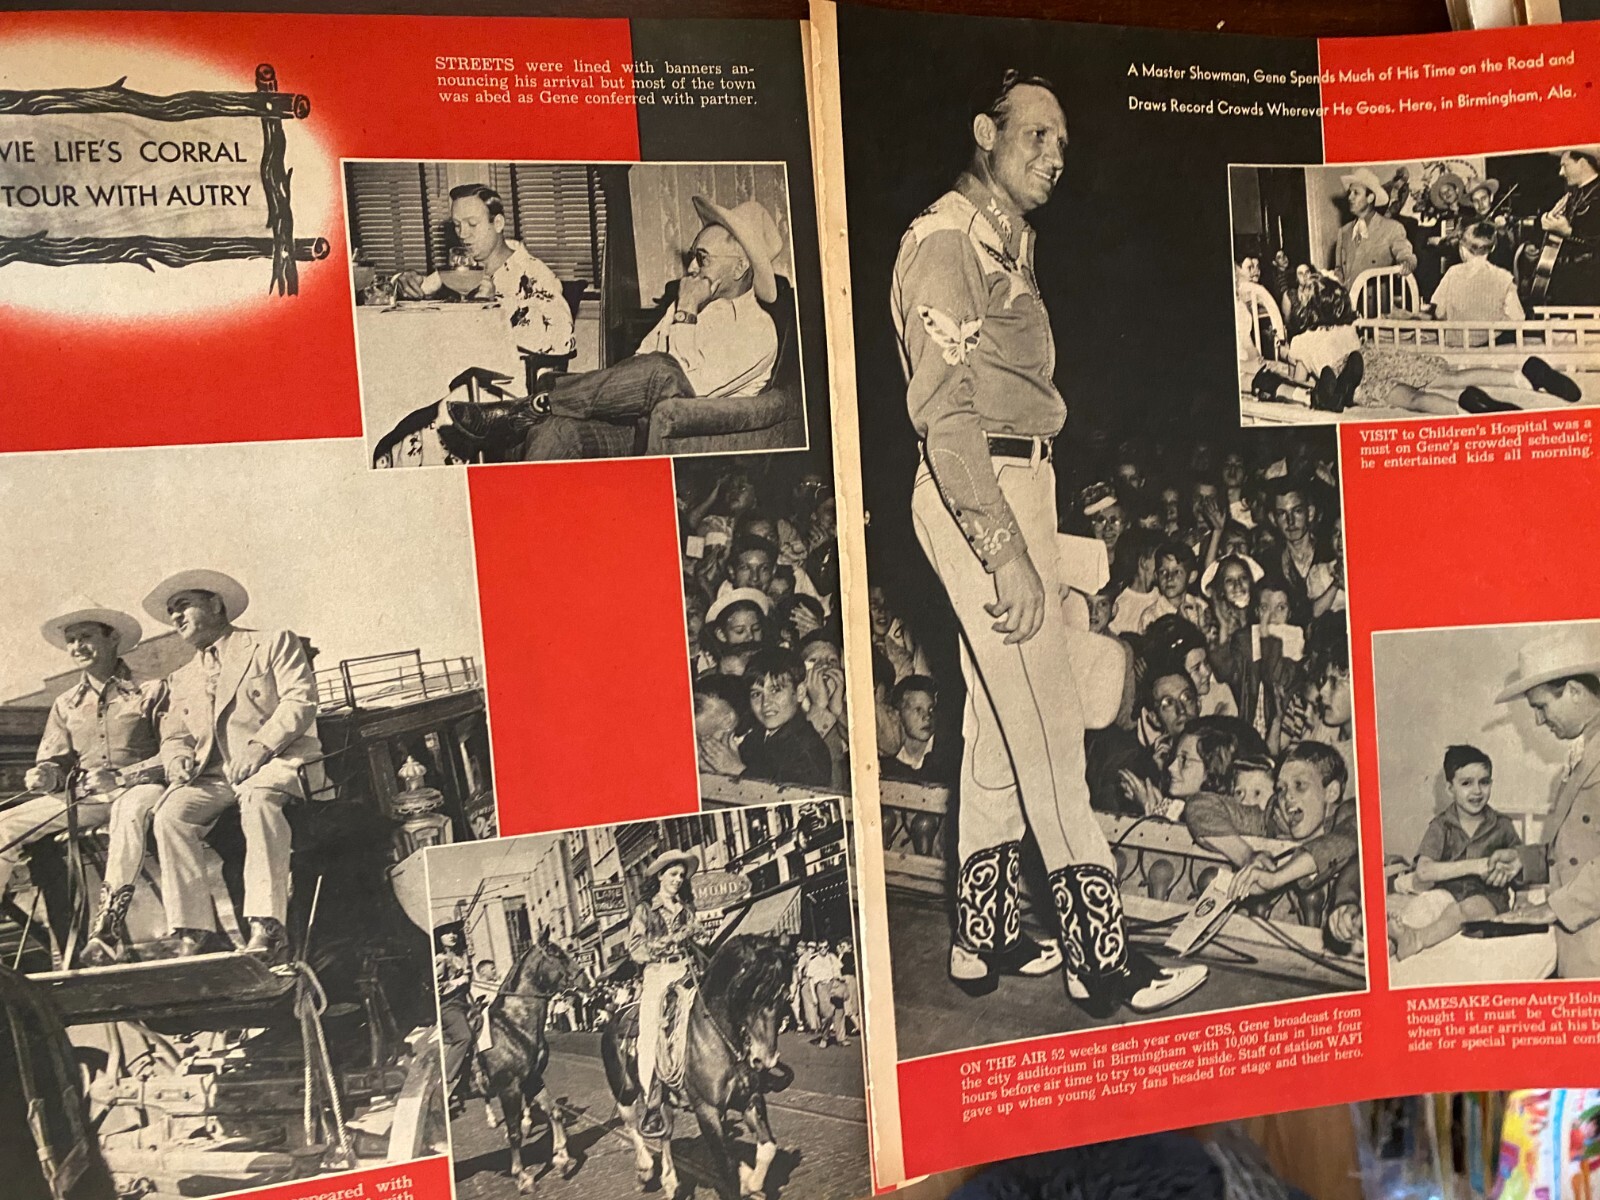 VIE LIFE'S CORRAL
TOUR WITH AUTRY
STREETS were lined with banners an-
nouncing his arrival but most of the town
was abed as Gene conferred with partner.
appeared with
with
A Master Showman, Gene Spends Much of His Time on the Road and
Draws Record Crowds Wherever He Goes. Here, in Birmingham, Ala.
VISIT to Children's Hospital was a
must on Gene's crowded schedule;
he entertained kids all morning.
NAMESAKE Gene Autry Holm
thought it must be Christm
when the star arrived at his b
side for special personal conf
ON THE AIR 52 weeks each year over CBS, Gene broadcast from
the city auditorium in Birmingham with 10,000 fans in line four
hours before air time to try to squeeze inside. Staff of station WAFI
gave up when young Autry fans headed for stage and their hero.